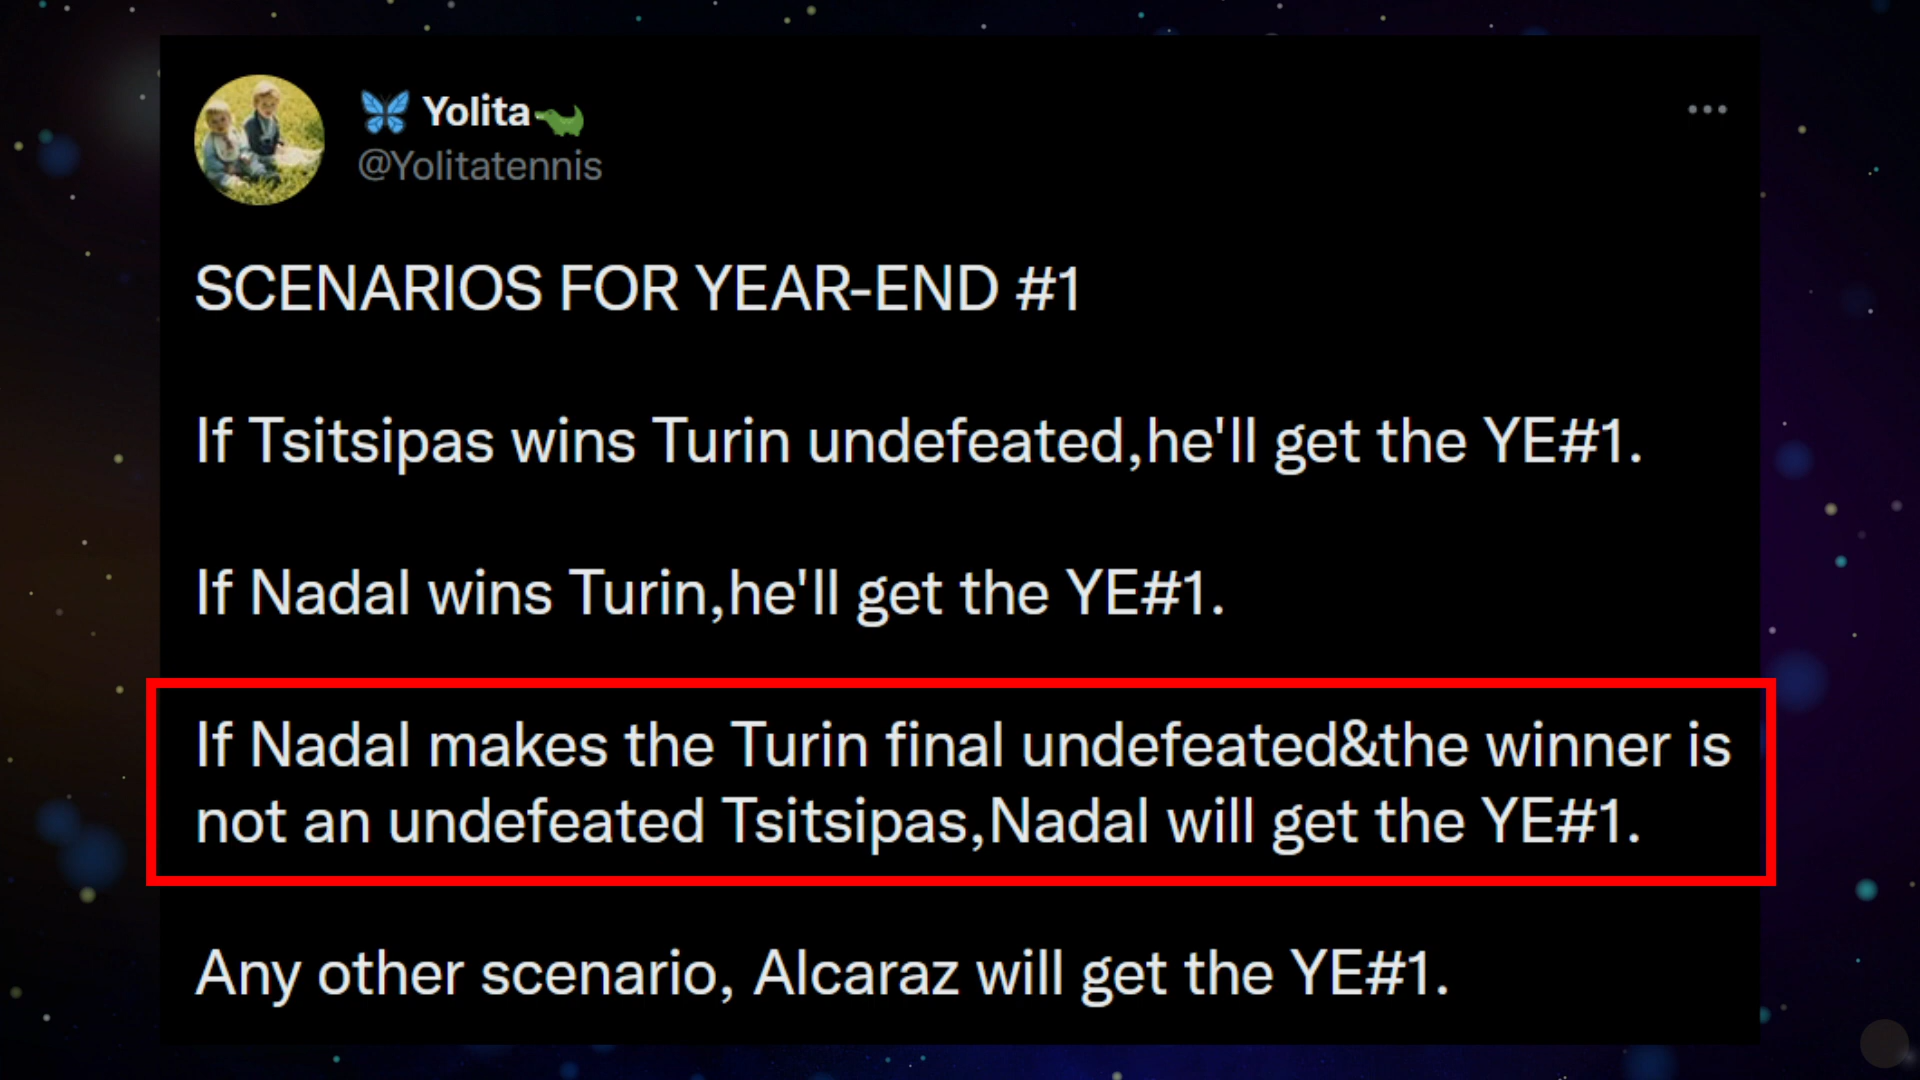 Yolita
@Yolitatennis
SCENARIOS FOR YEAR-END #1
If Tsitsipas wins Turin undefeated,he'll get the YE#1.
If Nadal wins Turin,he'll get the YE#1.
If Nadal makes the Turin final undefeated&the winner is
not an undefeated Tsitsipas,Nadal will get the YE#1.
Any other scenario, Alcaraz will get the YE#1.